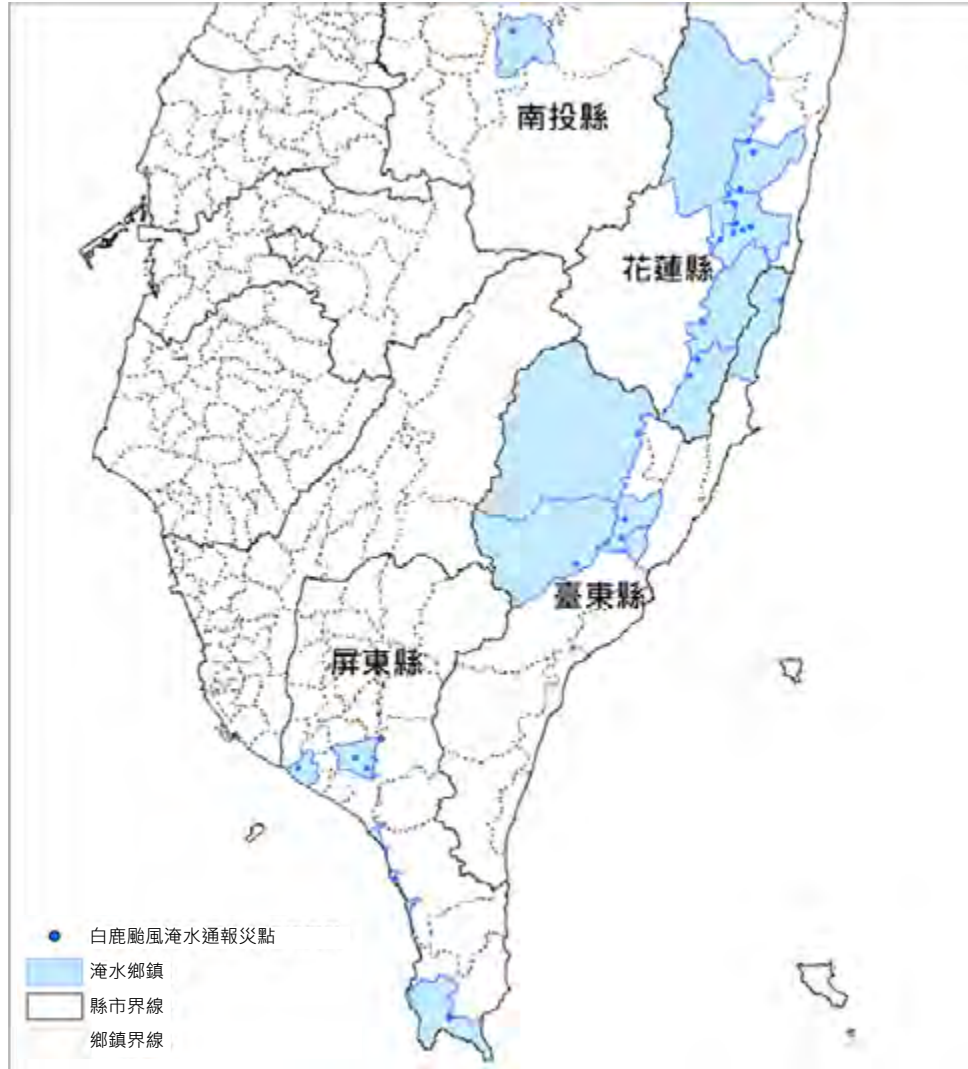 南投縣
花蓮縣
臺東縣
屏東縣
白鹿颱風淹水通報災點
淹水鄉鎮
縣市界線
鄉鎮界線